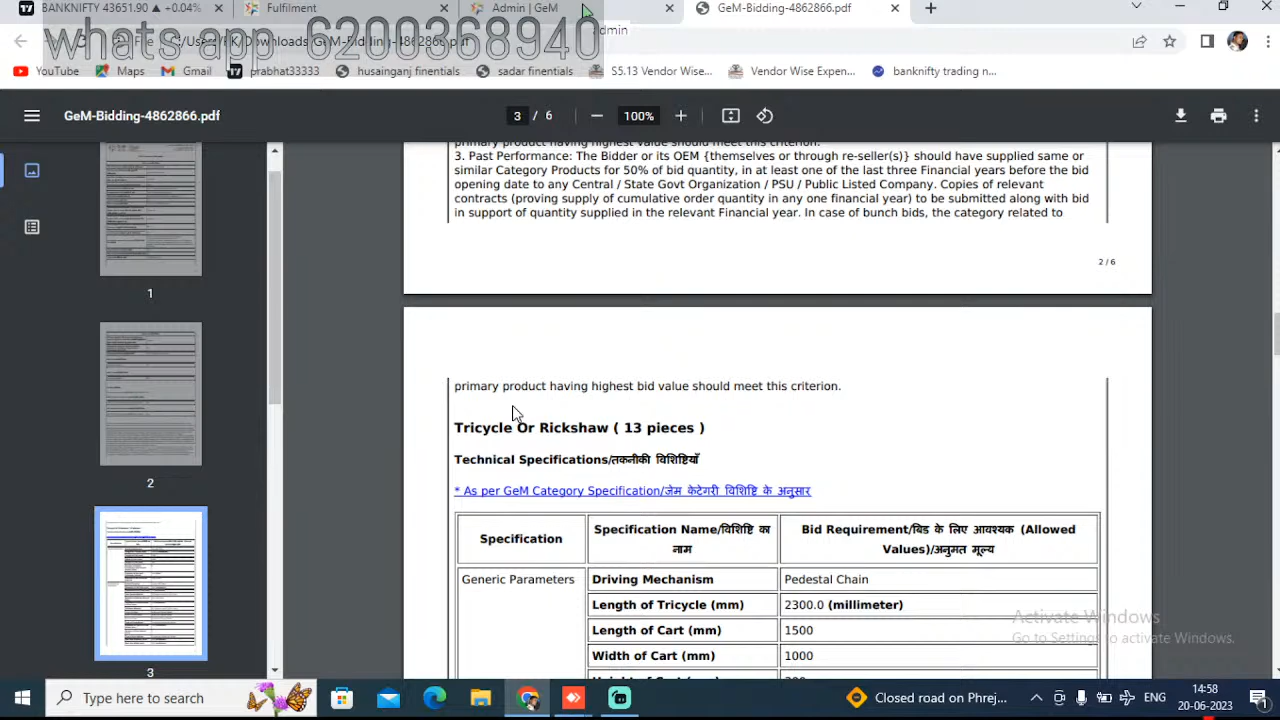 BANKNIFTY 43651.90 ▲ +0.04%
Fulfilment
Admin | GeM
GeM-Bidding-4862866.pdf
whatsapp 6200368940
Admin
YouTube
Maps
Gmail
prabhat33333
husainganj finentials
sadar finentials
S5.13 Vendor Wise...
Vendor Wise Expen...
banknifty trading n...
GeM-Bidding-4862866.pdf
3 / 6
100%
3. Past Performance: The Bidder or its OEM {themselves or through re-seller(s)} should have supplied same or
similar Category Products for 50% of bid quantity, in at least one of the last three Financial years before the bid
opening date to any Central / State Govt Organization / PSU / Public Listed Company. Copies of relevant
contracts (proving supply of cumulative order quantity in any one financial year) to be submitted along with bid
in support of quantity supplied in the relevant Financial year. In case of bunch bids, the category related to
2 / 6
primary product having highest bid value should meet this criterion.
Tricycle Or Rickshaw ( 13 pieces )
Technical Specifications/तकनीकी विशिष्टियाँ
* As per GeM Category Specification/जेम केटेगरी विशिष्टि के अनुसार
Specification
Specification Name/विशिष्टि का
नाम
Bid Requirement/बिड के लिए आवश्यक (Allowed
Values)/अनुमत मूल्य
Generic Parameters
Driving Mechanism
Pedestal Chain
Length of Tricycle (mm)
2300.0 (millimeter)
Length of Cart (mm)
1500
Width of Cart (mm)
1000
1
2
3
Activate Windows
Go to Settings to activate Windows.
Type here to search
Closed road on Phrej...
ENG
14:58
20-06-2023